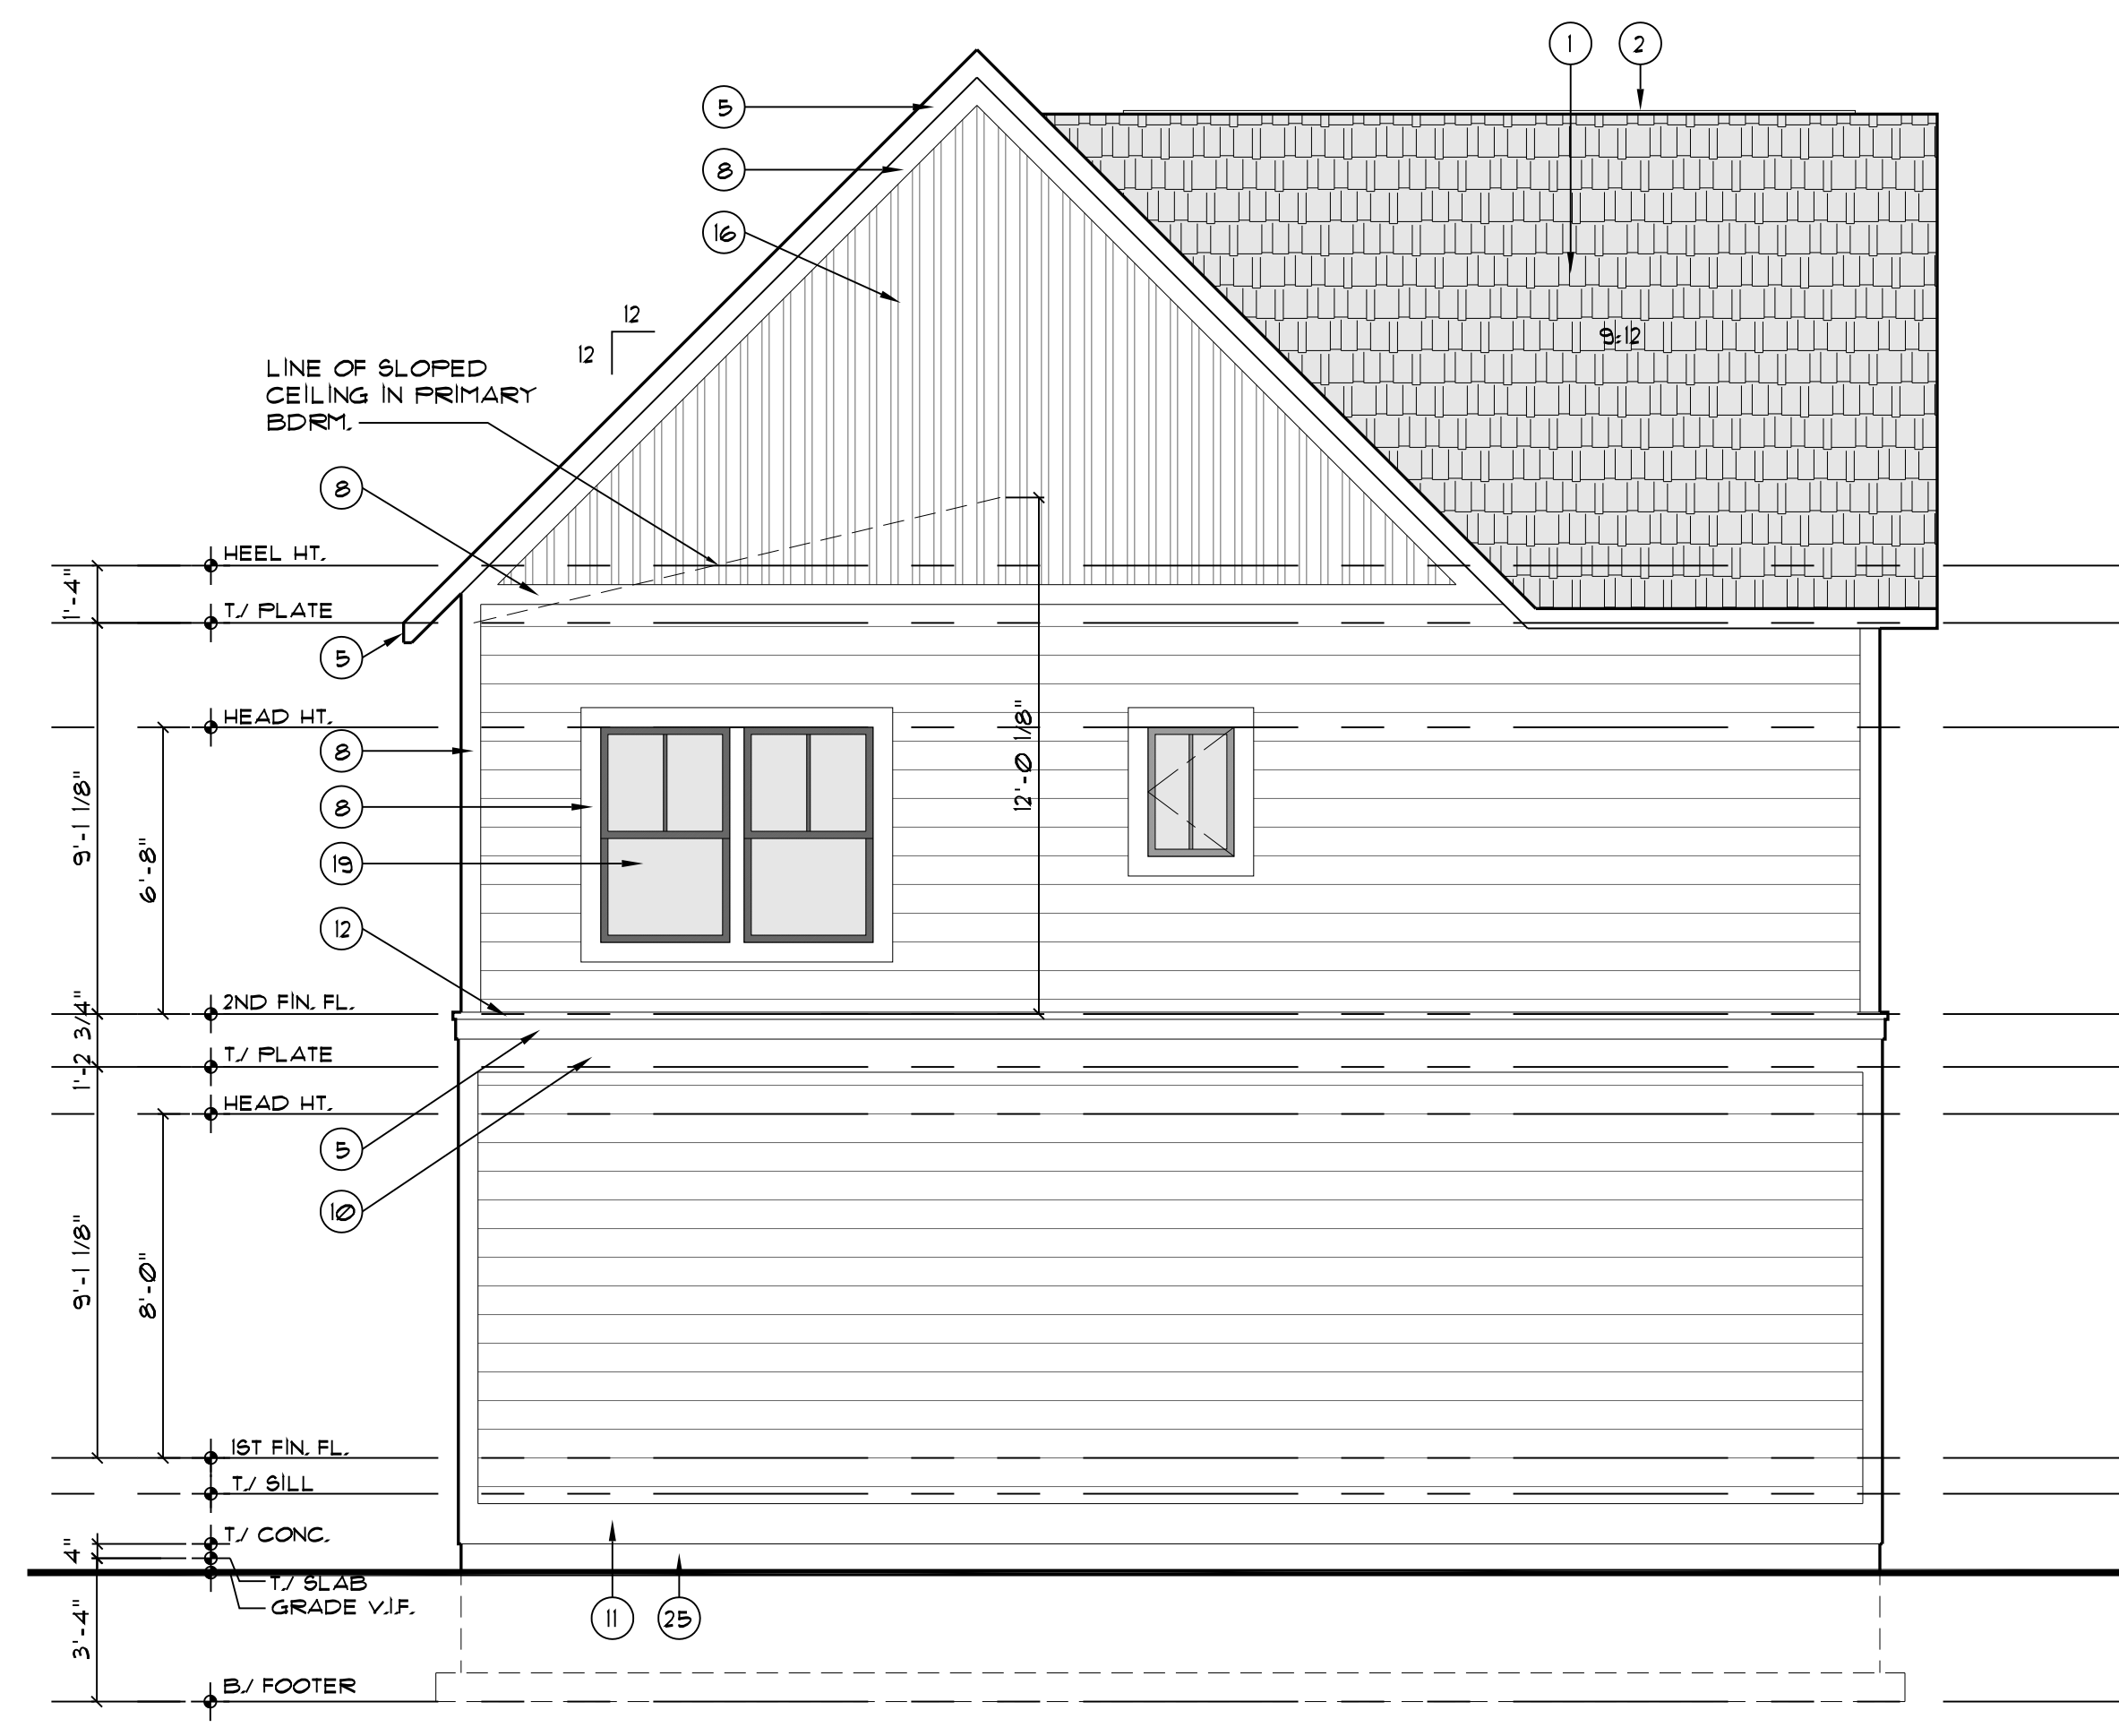 1
2
5
8
16
12
12
9:12
LINE OF SLOPED
CEILING IN PRIMARY
BDRM.
8
HEEL HT.
1'-4"
T./ PLATE
5
HEAD HT.
8
12'-0 1/8"
9'-1 1/8"
6'-8"
8
19
12
2ND FIN. FL.
1'-2 3/4"
T./ PLATE
HEAD HT.
5
10
9'-1 1/8"
8'-0"
1ST FIN. FL.
T./ SILL
T./ CONC.
4"
T./ SLAB
GRADE V.I.F.
11
25
3'-4"
B./ FOOTER